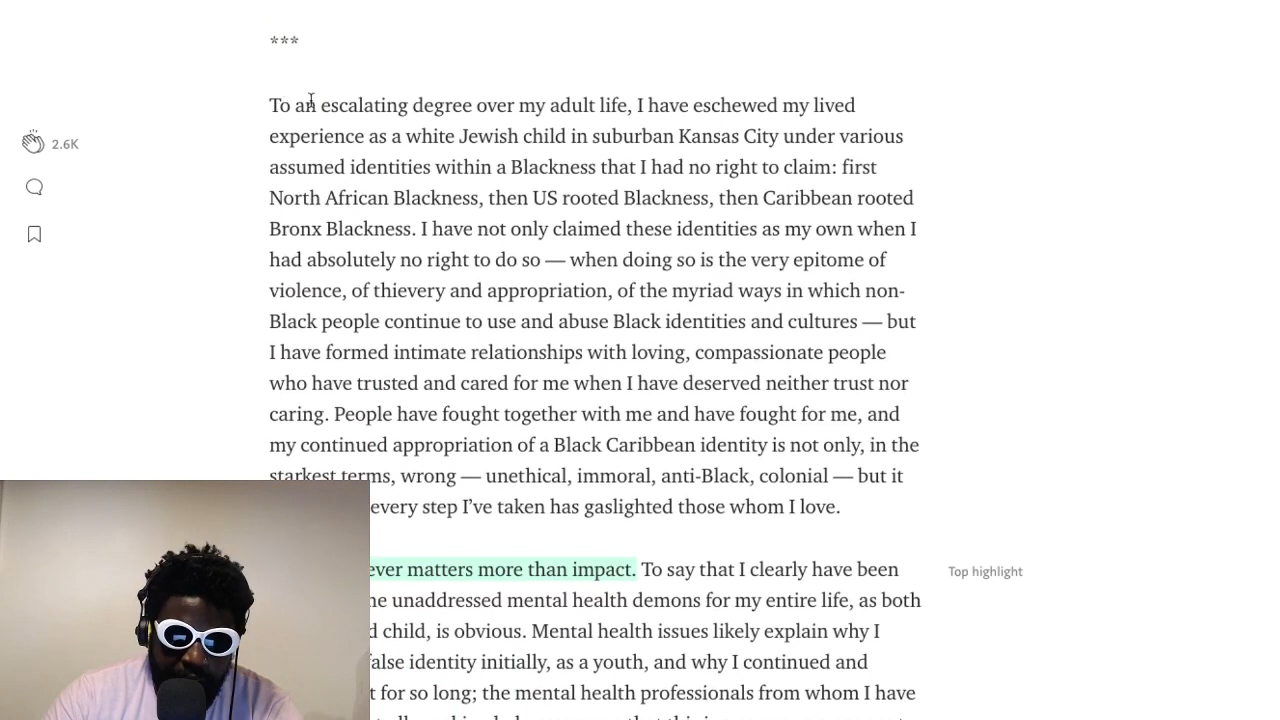 ***
To an escalating degree over my adult life, I have eschewed my lived
experience as a white Jewish child in suburban Kansas City under various
assumed identities within a Blackness that I had no right to claim: first
North African Blackness, then US rooted Blackness, then Caribbean rooted
Bronx Blackness. I have not only claimed these identities as my own when I
had absolutely no right to do so — when doing so is the very epitome of
violence, of thievery and appropriation, of the myriad ways in which non-
Black people continue to use and abuse Black identities and cultures — but
I have formed intimate relationships with loving, compassionate people
who have trusted and cared for me when I have deserved neither trust nor
caring. People have fought together with me and have fought for me, and
my continued appropriation of a Black Caribbean identity is not only, in the
starkest terms, wrong — unethical, immoral, anti-Black, colonial — but it
every step I've taken has gaslighted those whom I love.
ever matters more than impact. To say that I clearly have been
unaddressed mental health demons for my entire life, as both
child, is obvious. Mental health issues likely explain why I
false identity initially, as a youth, and why I continued and
for so long; the mental health professionals from whom I have
2.6K
Top highlight